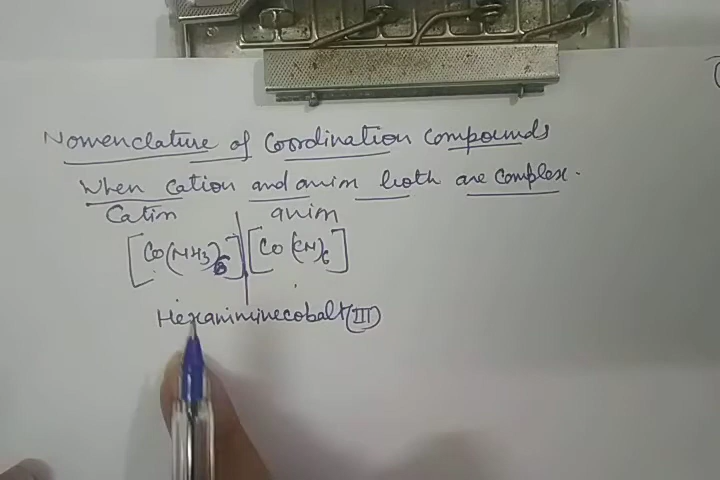 Nomenclature of Coordination Compounds
When Cation and anion both are Complex.
Cation anion
[Co(NH3)6] [Co(CN)6]
Hexamminecobalt(III)